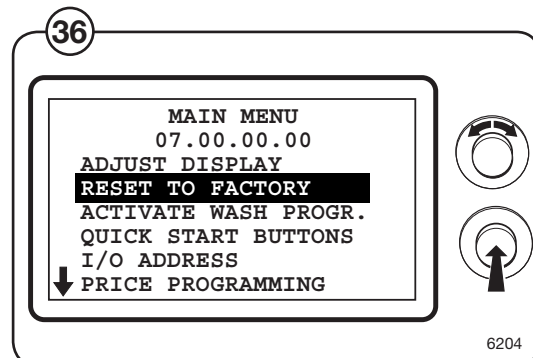 36
MAIN MENU
07.00.00.00
ADJUST DISPLAY
RESET TO FACTORY
ACTIVATE WASH PROGR.
QUICK START BUTTONS
I/O ADDRESS
PRICE PROGRAMMING
6204